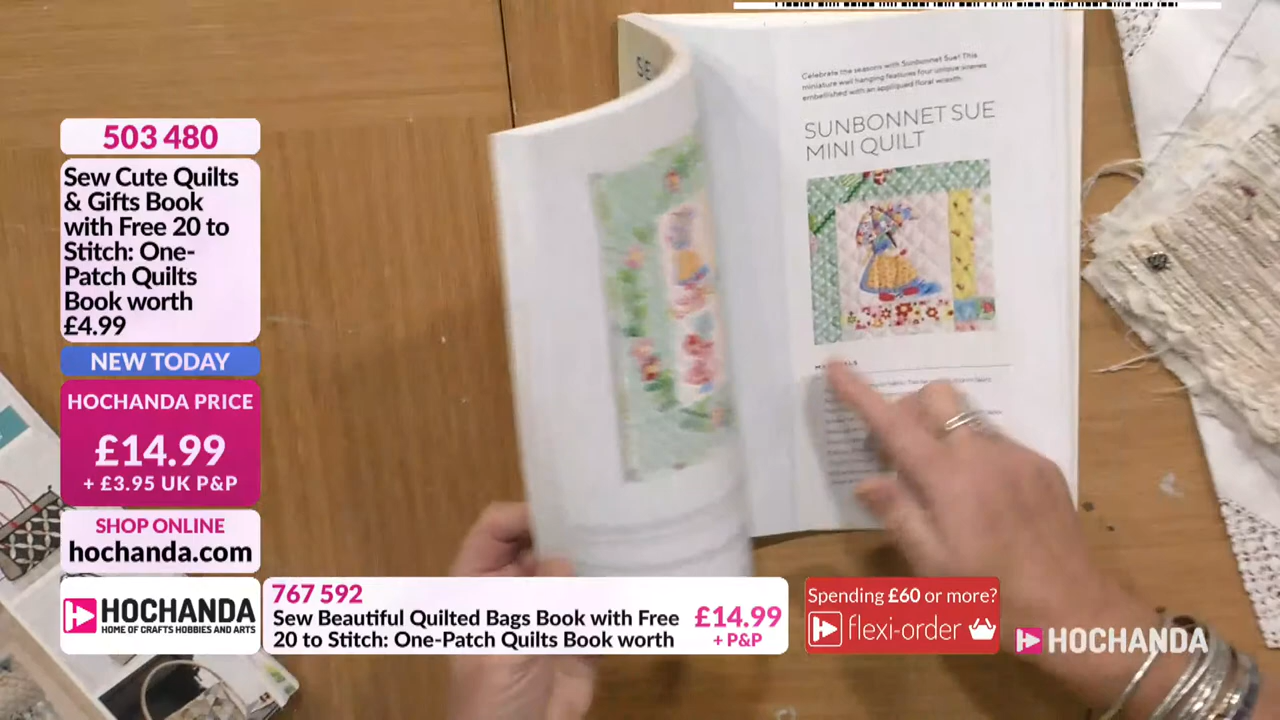 503 480
Sew Cute Quilts
& Gifts Book
with Free 20 to
Stitch: One-
Patch Quilts
Book worth
£4.99
NEW TODAY
HOCHANDA PRICE
£14.99
+ £3.95 UK P&P
SHOP ONLINE
hochanda.com
HOCHANDA
HOME OF CRAFTS HOBBIES AND ARTS
767 592
Sew Beautiful Quilted Bags Book with Free
20 to Stitch: One-Patch Quilts Book worth
£14.99
+ P&P
Spending £60 or more?
flexi-order
HOCHANDA
SE
Celebrate the seasons with Sunbonnet Sue! This
miniature wall hanging features four unique scenes
embellished with an appliquéd floral wreath.
SUNBONNET SUE
MINI QUILT